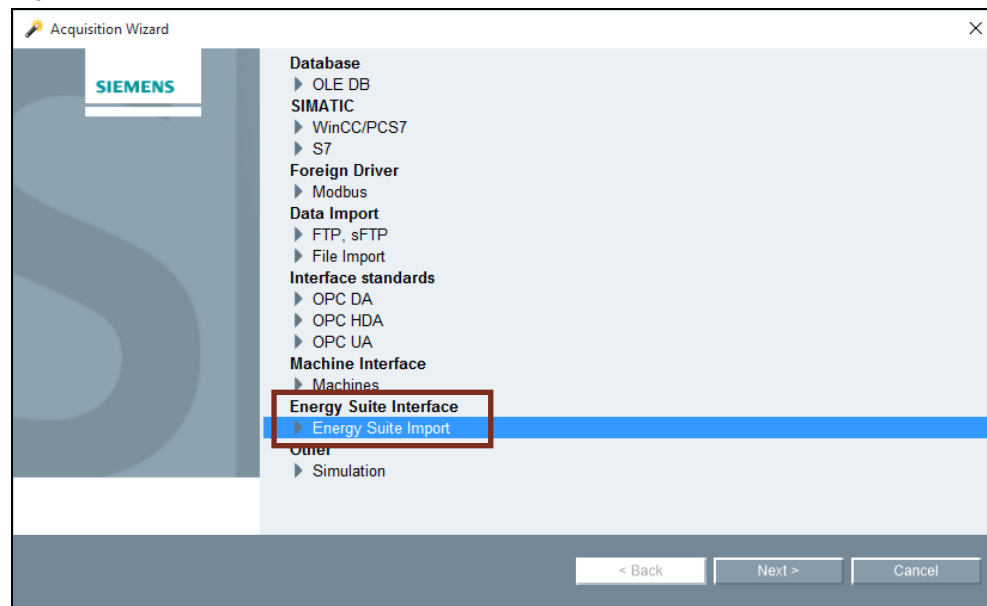 Acquisition Wizard
SIEMENS
Database
OLE DB
SIMATIC
WinCC/PCS7
S7
Foreign Driver
Modbus
Data Import
FTP, sFTP
File Import
Interface standards
OPC DA
OPC HDA
OPC UA
Machine Interface
Machines
Energy Suite Interface
Energy Suite Import
Other
Simulation
< Back Next > Cancel